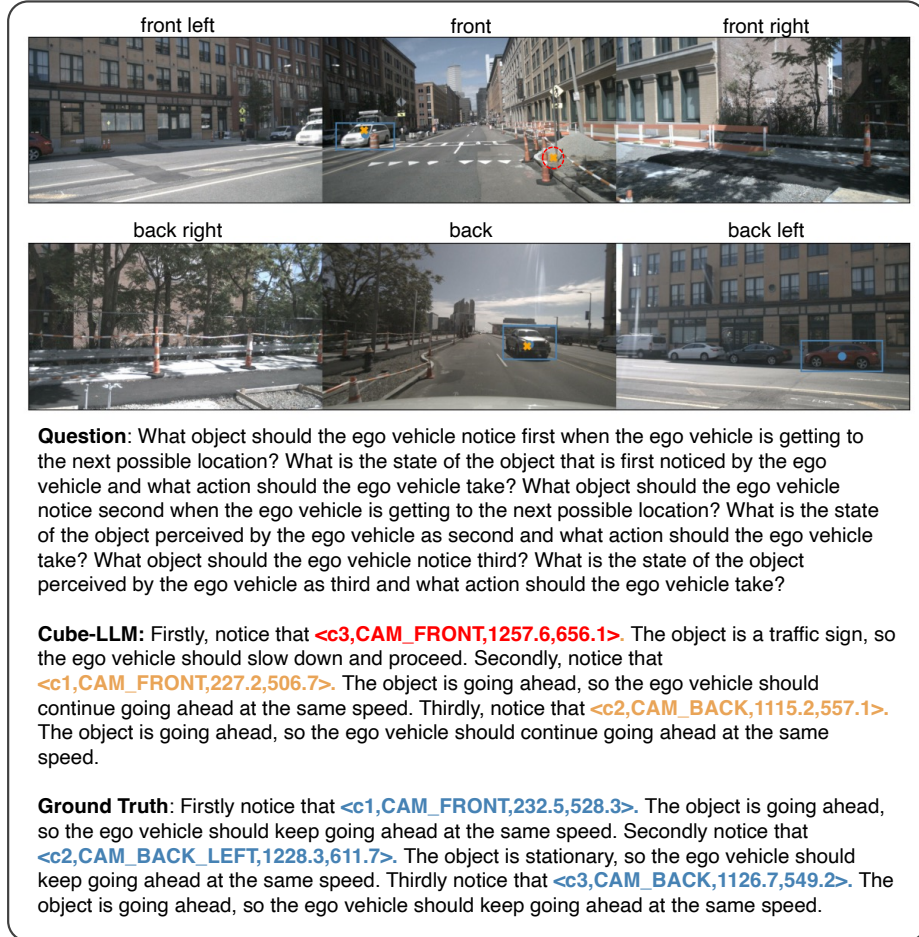 front left
front
front right
back right
back
back left
Question: What object should the ego vehicle notice first when the ego vehicle is getting to
the next possible location? What is the state of the object that is first noticed by the ego
vehicle and what action should the ego vehicle take? What object should the ego vehicle
notice second when the ego vehicle is getting to the next possible location? What is the state
of the object perceived by the ego vehicle as second and what action should the ego vehicle
take? What object should the ego vehicle notice third? What is the state of the object
perceived by the ego vehicle as third and what action should the ego vehicle take?
Cube-LLM: Firstly, notice that <c3,CAM_FRONT,1257.6,656.1>. The object is a traffic sign, so
the ego vehicle should slow down and proceed. Secondly, notice that
<c1,CAM_FRONT,227.2,506.7>. The object is going ahead, so the ego vehicle should
continue going ahead at the same speed. Thirdly, notice that <c2,CAM_BACK,1115.2,557.1>.
The object is going ahead, so the ego vehicle should continue going ahead at the same
speed.
Ground Truth: Firstly notice that <c1,CAM_FRONT,232.5,528.3>. The object is going ahead,
so the ego vehicle should keep going ahead at the same speed. Secondly notice that
<c2,CAM_BACK_LEFT,1228.3,611.7>. The object is stationary, so the ego vehicle should
keep going ahead at the same speed. Thirdly notice that <c3,CAM_BACK,1126.7,549.2>. The
object is going ahead, so the ego vehicle should keep going ahead at the same speed.